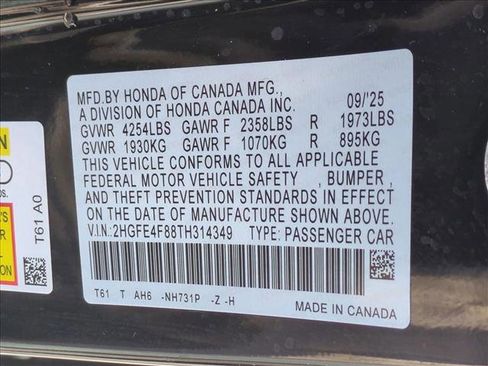 MFD.BY HONDA OF CANADA MFG.,
A DIVISION OF HONDA CANADA INC. 09/'25
GVWR 4254LBS GAWR F 2358LBS R 1973LBS
GVWR 1930KG GAWR F 1070KG R 895KG
THIS VEHICLE CONFORMS TO ALL APPLICABLE
FEDERAL MOTOR VEHICLE SAFETY , BUMPER,
AND THEFT PREVENTION STANDARDS IN EFFECT
ON THE DATE OF MANUFACTURE SHOWN ABOVE.
V.IN.:2HGFE4F88TH314349 TYPE: PASSENGER CAR
T61 T AH6 -NH731P -Z -H
MADE IN CANADA
T61 A0